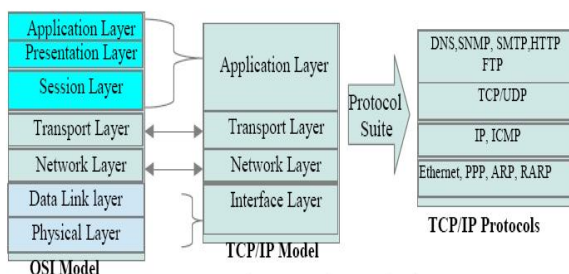 Application Layer
Presentation Layer
Session Layer
Transport Layer
Network Layer
Data Link layer
Physical Layer
OSI Model
Application Layer
Transport Layer
Network Layer
Interface Layer
TCP/IP Model
Protocol
Suite
DNS,SNMP, SMTP,HTTP
FTP
TCP/UDP
IP, ICMP
Ethernet, PPP, ARP, RARP
TCP/IP Protocols